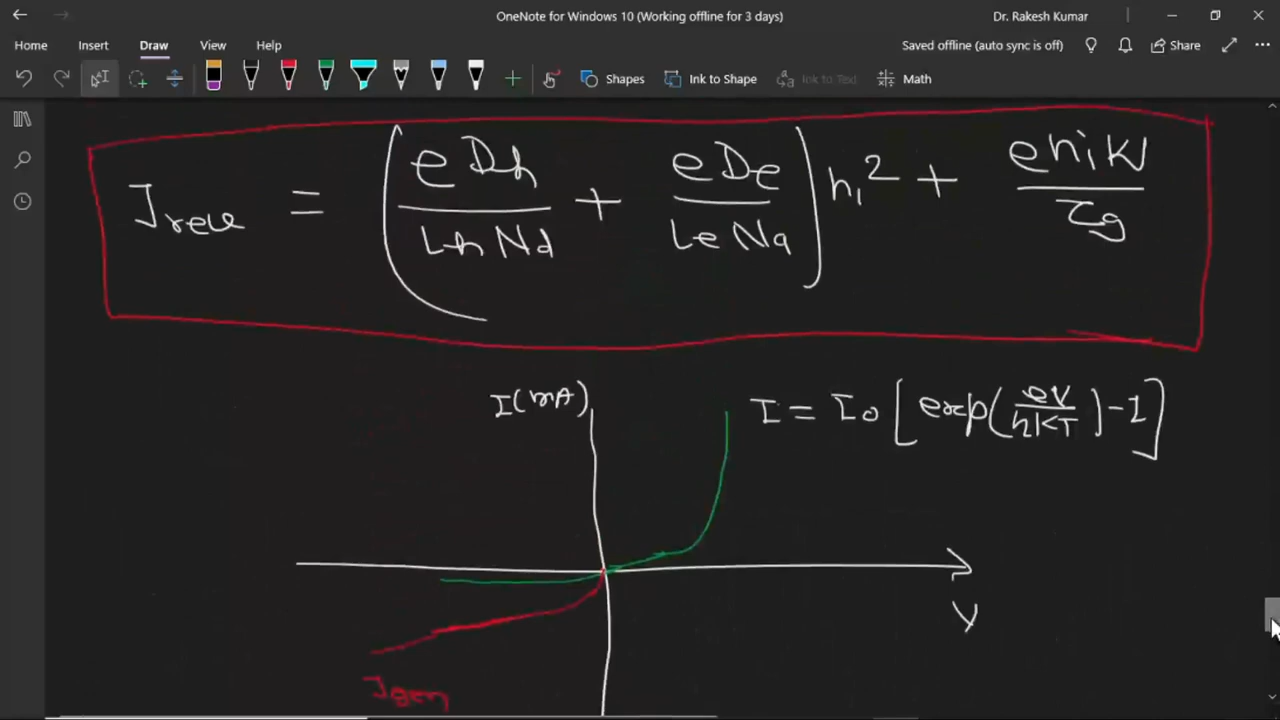 OneNote for Windows 10 (Working offline for 3 days)
Dr. Rakesh Kumar
Home Insert Draw View Help
Saved offline (auto sync is off)
Share
Shapes
Ink to Shape
Ink to Text
Math
J_rev = (eDh/LhNd + eDe/LeNa) ni² + eniW/τg
I(mA)
I = Io [exp(eV/ηKT) - 1]
V
Jgen